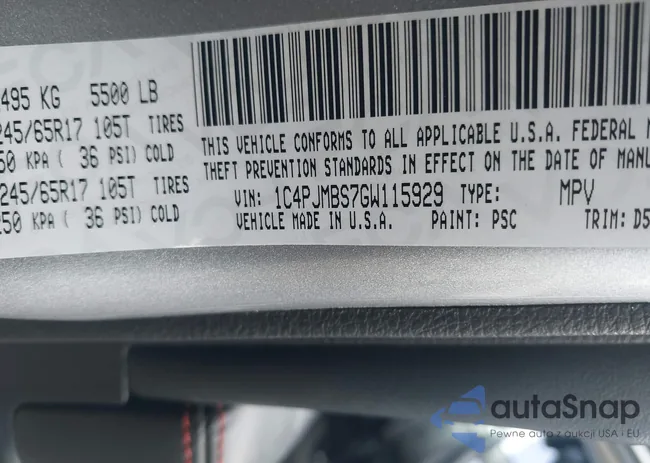 495 KG 5500 LB
245/65R17 105T TIRES
50 KPA ( 36 PSI) COLD
245/65R17 105T TIRES
50 KPA ( 36 PSI) COLD
THIS VEHICLE CONFORMS TO ALL APPLICABLE U.S.A. FEDERAL M
THEFT PREVENTION STANDARDS IN EFFECT ON THE DATE OF MANU
VIN: 1C4PJMBS7GW115929 TYPE: MPV
VEHICLE MADE IN U.S.A. PAINT: PSC TRIM: D5
autaSnap
Pewne auta z aukcji USA i EU